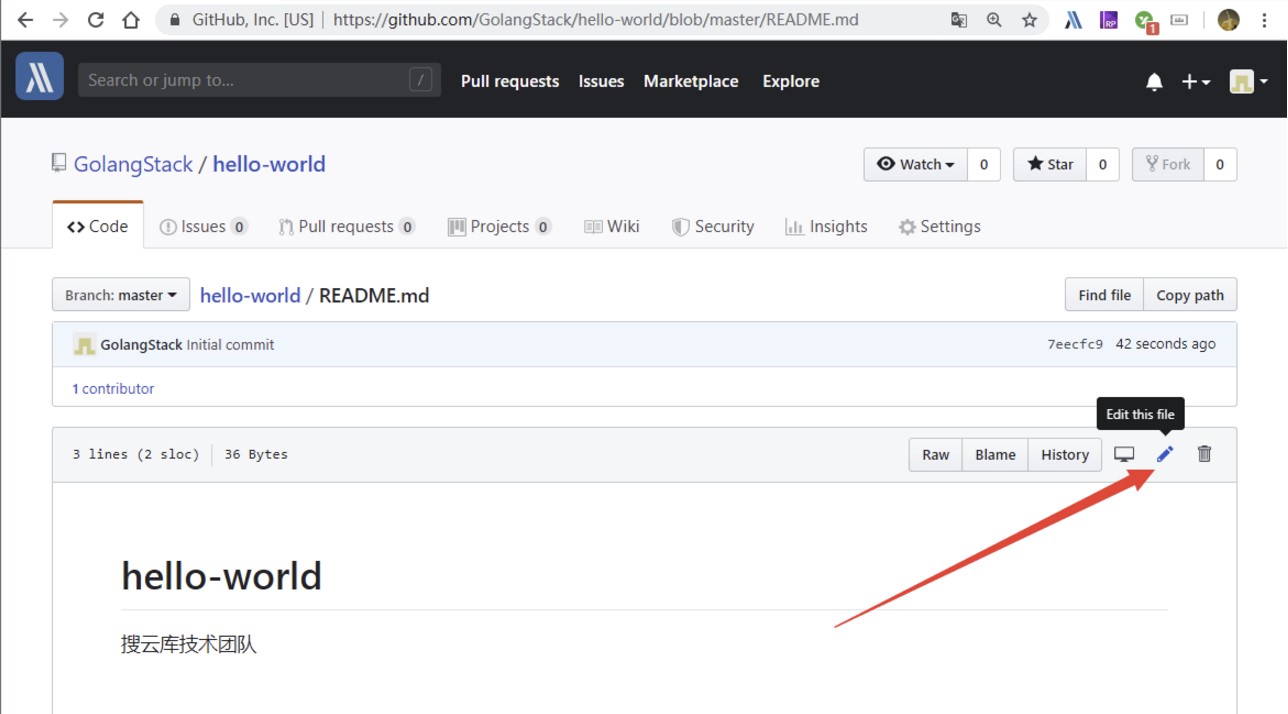 GitHub, Inc. [US] | https://github.com/GolangStack/hello-world/blob/master/README.md
RP
1
Search or jump to... /
Pull requests Issues Marketplace Explore
GolangStack / hello-world
Watch 0 Star 0 Fork 0
Code Issues 0 Pull requests 0 Projects 0 Wiki Security Insights Settings
Branch: master hello-world / README.md Find file Copy path
GolangStack Initial commit 7eecfc9 42 seconds ago
1 contributor
Edit this file
3 lines (2 sloc) 36 Bytes Raw Blame History
hello-world
搜云库技术团队